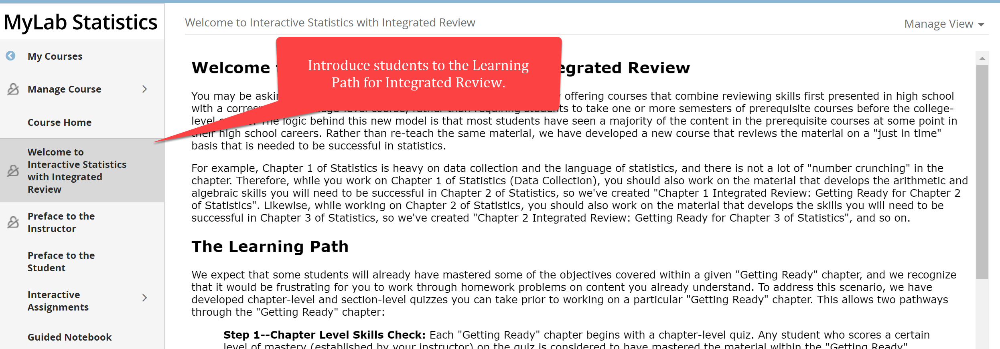 MyLab Statistics
My Courses
Manage Course
Course Home
Welcome to
Interactive Statistics
with Integrated
Review
Preface to the
Instructor
Preface to the
Student
Interactive
Assignments
Guided Notebook
Welcome to Interactive Statistics with Integrated Review
Manage View
Introduce students to the Learning
Path for Integrated Review.
Welcome Review
You may be offering courses that combine reviewing skills first presented in high school
with a to take one or more semesters of prerequisite courses before the college-
The logic behind this new model is that most students have seen a majority of the content in the prerequisite courses at some point in
their high school careers. Rather than re-teach the same material, we have developed a new course that reviews the material on a "just in time"
basis that is needed to be successful in statistics.
For example, Chapter 1 of Statistics is heavy on data collection and the language of statistics, and there is not a lot of "number crunching" in the
chapter. Therefore, while you work on Chapter 1 of Statistics (Data Collection), you should also work on the material that develops the arithmetic and
algebraic skills you will need to be successful in Chapter 2 of Statistics, so we've created "Chapter 1 Integrated Review: Getting Ready for Chapter 2
of Statistics". Likewise, while working on Chapter 2 of Statistics, you should also work on the material that develops the skills you will need to be
successful in Chapter 3 of Statistics, so we've created "Chapter 2 Integrated Review: Getting Ready for Chapter 3 of Statistics", and so on.
The Learning Path
We expect that some students will already have mastered some of the objectives covered within a given "Getting Ready" chapter, and we recognize
that it would be frustrating for you to work through homework problems on content you already understand. To address this scenario, we have
developed chapter-level and section-level quizzes you can take prior to working on a particular "Getting Ready" chapter. This allows two pathways
through the "Getting Ready" chapter:
Step 1--Chapter Level Skills Check: Each "Getting Ready" chapter begins with a chapter-level quiz. Any student who scores a certain
level of mastery (established by your instructor) on the quiz is considered to have mastered the material within the "Getting Ready"